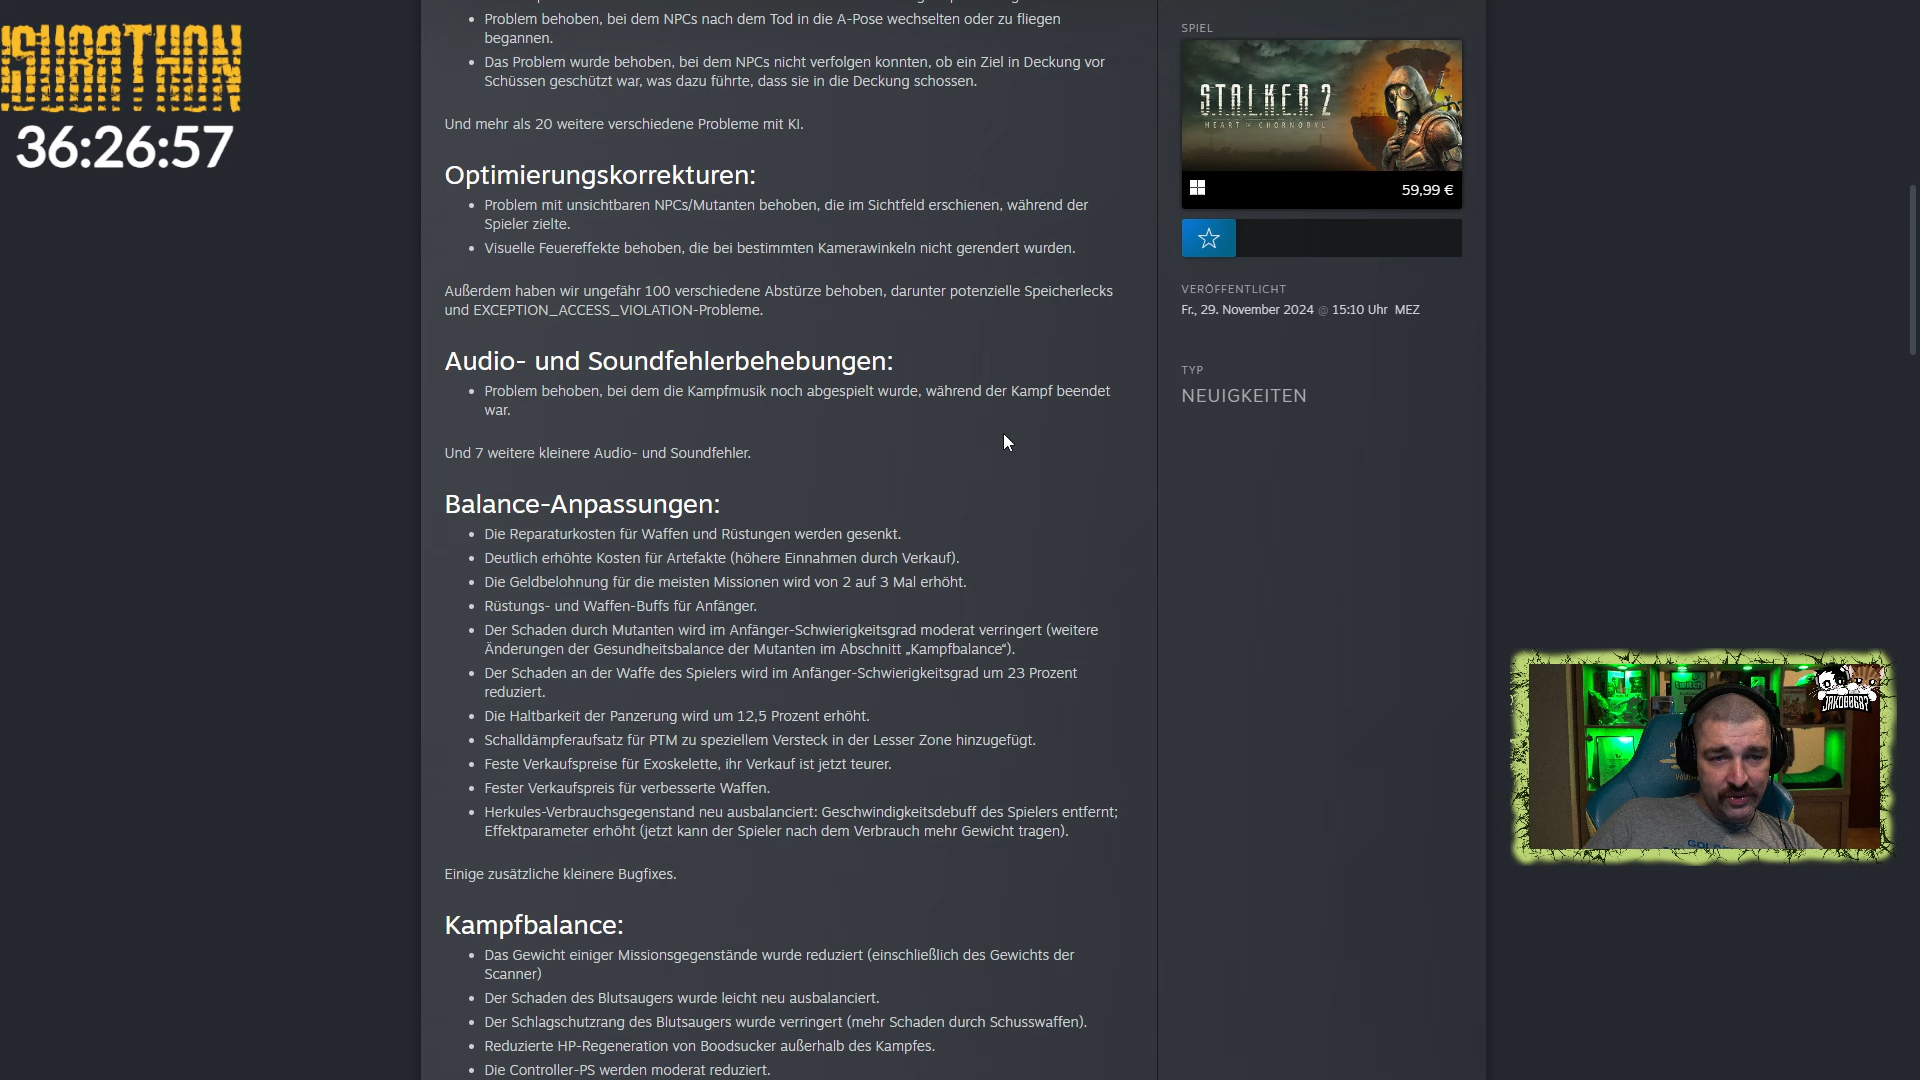 SUBATHON
36:26:57
Problem behoben, bei dem NPCs nach dem Tod in die A-Pose wechselten oder zu fliegen
begannen.
Das Problem wurde behoben, bei dem NPCs nicht verfolgen konnten, ob ein Ziel in Deckung vor
Schüssen geschützt war, was dazu führte, dass sie in die Deckung schossen.
Und mehr als 20 weitere verschiedene Probleme mit KI.
Optimierungskorrekturen:
Problem mit unsichtbaren NPCs/Mutanten behoben, die im Sichtfeld erschienen, während der
Spieler zielte.
Visuelle Feuereffekte behoben, die bei bestimmten Kamerawinkeln nicht gerendert wurden.
Außerdem haben wir ungefähr 100 verschiedene Abstürze behoben, darunter potenzielle Speicherlecks
und EXCEPTION_ACCESS_VIOLATION-Probleme.
Audio- und Soundfehlerbehebungen:
Problem behoben, bei dem die Kampfmusik noch abgespielt wurde, während der Kampf beendet
war.
Und 7 weitere kleinere Audio- und Soundfehler.
Balance-Anpassungen:
Die Reparaturkosten für Waffen und Rüstungen werden gesenkt.
Deutlich erhöhte Kosten für Artefakte (höhere Einnahmen durch Verkauf).
Die Geldbelohnung für die meisten Missionen wird von 2 auf 3 Mal erhöht.
Rüstungs- und Waffen-Buffs für Anfänger.
Der Schaden durch Mutanten wird im Anfänger-Schwierigkeitsgrad moderat verringert (weitere
Änderungen der Gesundheitsbalance der Mutanten im Abschnitt „Kampfbalance“).
Der Schaden an der Waffe des Spielers wird im Anfänger-Schwierigkeitsgrad um 23 Prozent
reduziert.
Die Haltbarkeit der Panzerung wird um 12,5 Prozent erhöht.
Schalldämpferaufsatz für PTM zu speziellem Versteck in der Lesser Zone hinzugefügt.
Feste Verkaufspreise für Exoskelette, ihr Verkauf ist jetzt teurer.
Fester Verkaufspreis für verbesserte Waffen.
Herkules-Verbrauchsgegenstand neu ausbalanciert: Geschwindigkeitsdebuff des Spielers entfernt;
Effektparameter erhöht (jetzt kann der Spieler nach dem Verbrauch mehr Gewicht tragen).
Einige zusätzliche kleinere Bugfixes.
Kampfbalance:
Das Gewicht einiger Missionsgegenstände wurde reduziert (einschließlich des Gewichts der
Scanner)
Der Schaden des Blutsaugers wurde leicht neu ausbalanciert.
Der Schlagschutzrang des Blutsaugers wurde verringert (mehr Schaden durch Schusswaffen).
Reduzierte HP-Regeneration von Boodsucker außerhalb des Kampfes.
Die Controller-PS werden moderat reduziert.
SPIEL
S.T.A.L.K.E.R. 2
HEART OF CHORNOBYL
59,99 €
VERÖFFENTLICHT
Fr., 29. November 2024 @ 15:10 Uhr MEZ
TYP
NEUIGKEITEN
JAKOB8687